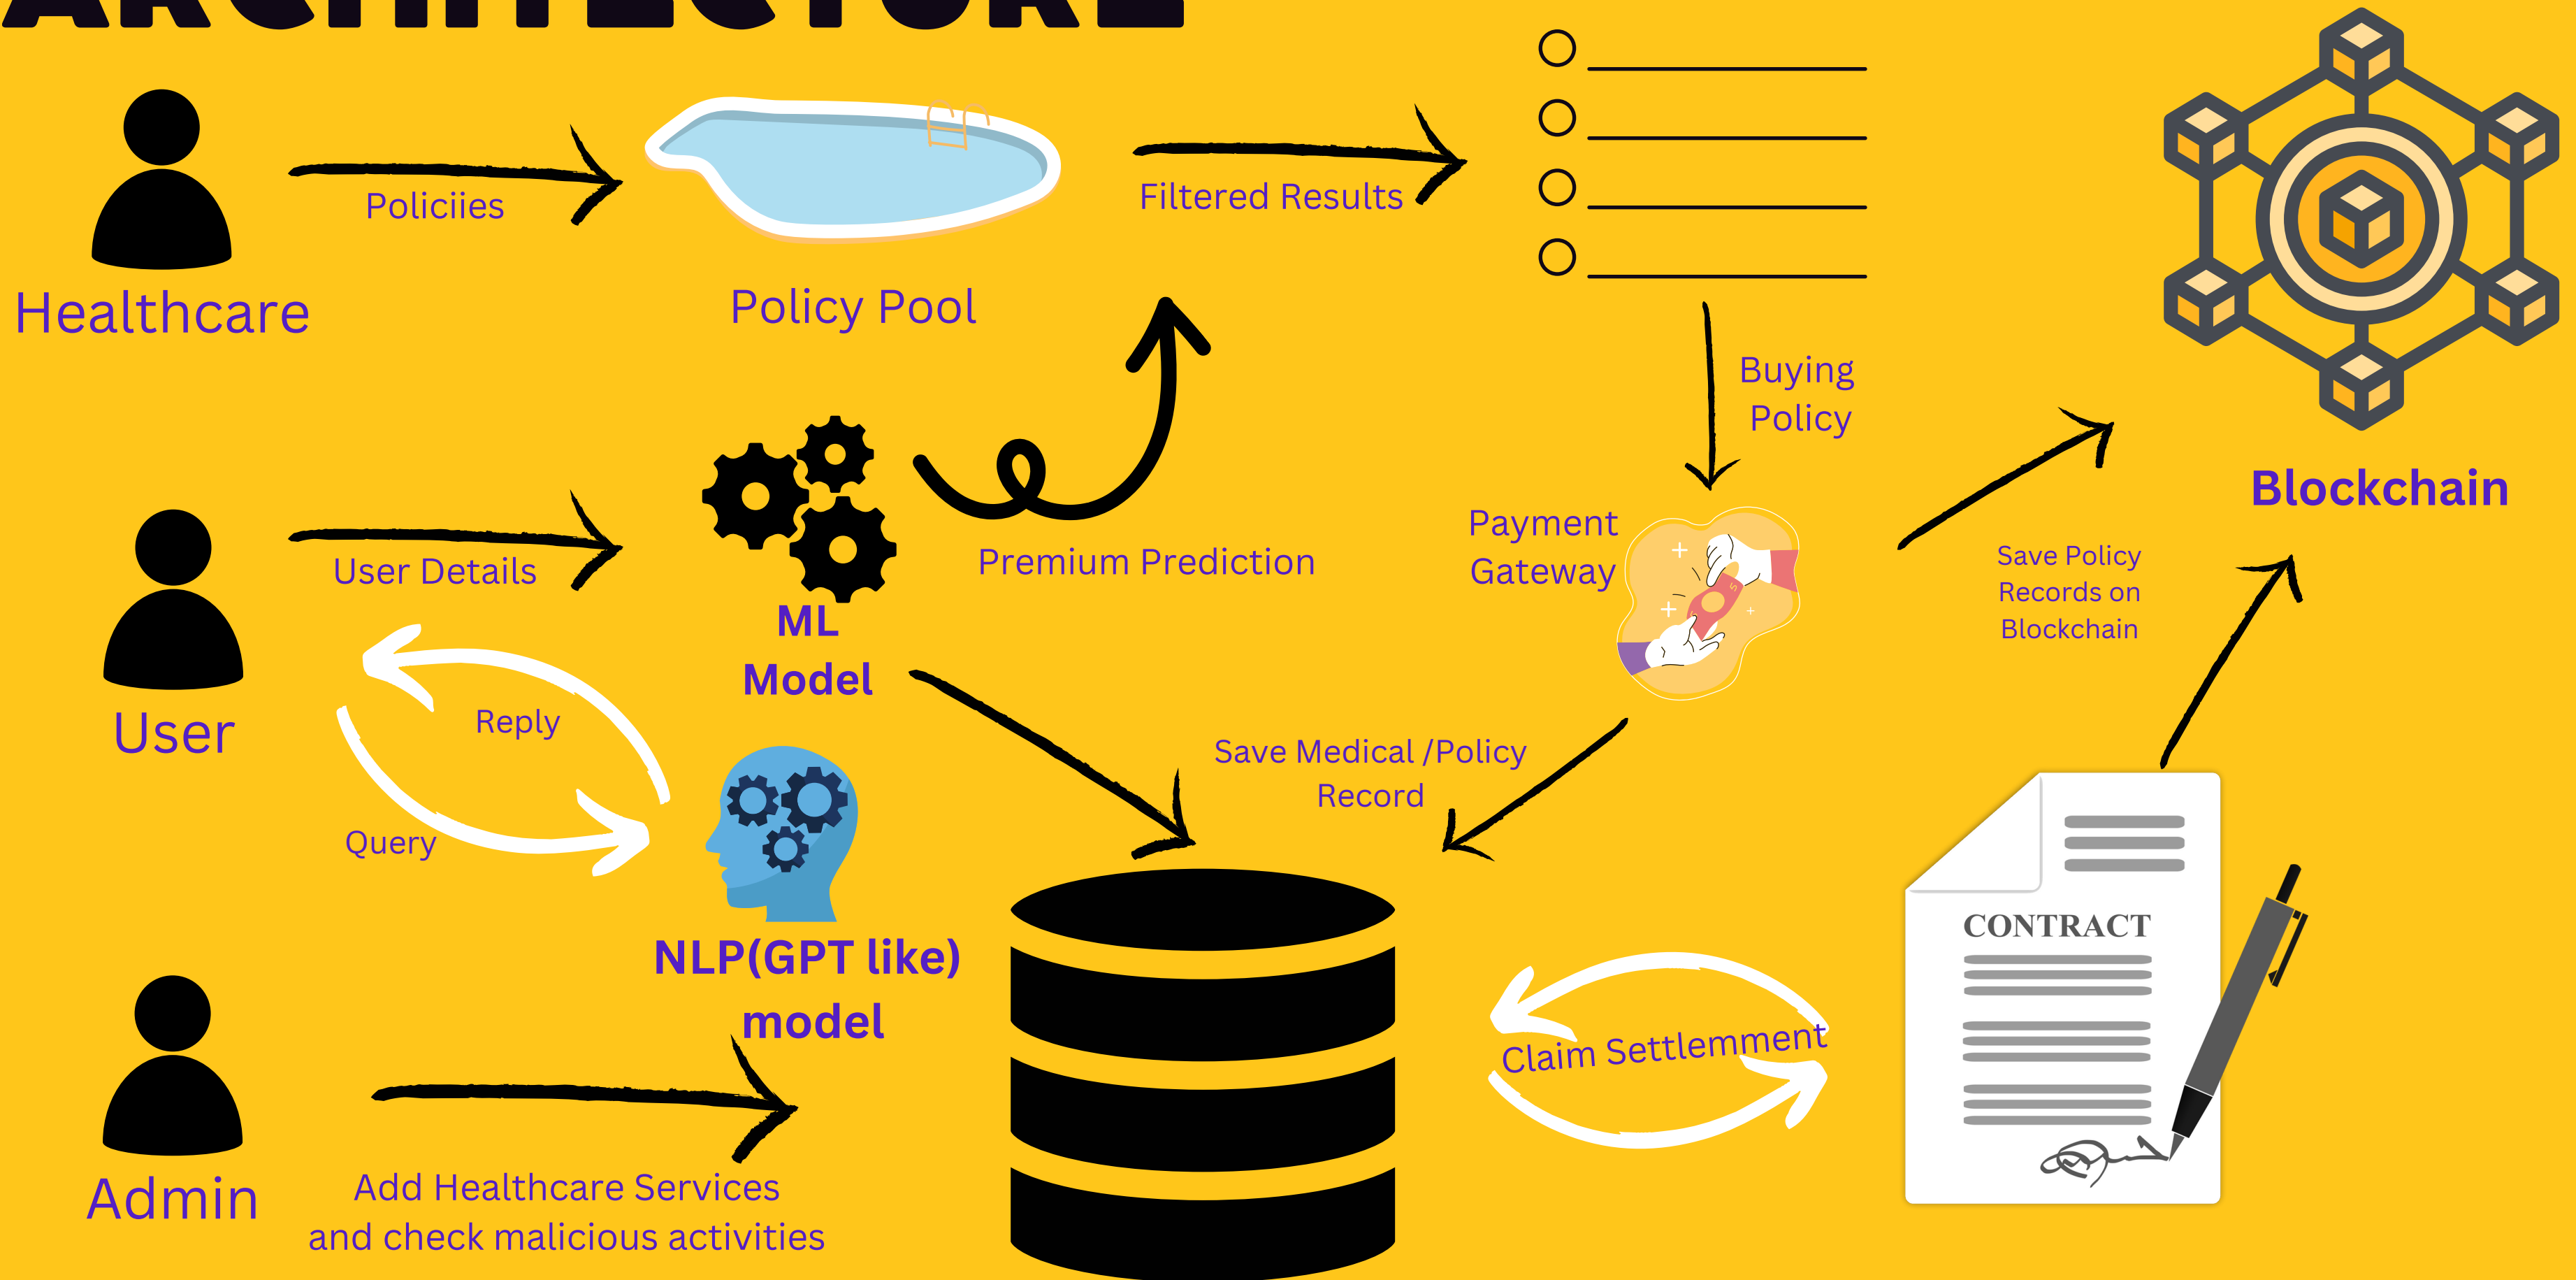 ARCHITECTURE
Policiies
Filtered Results
Healthcare
Policy Pool
Buying
Policy
Blockchain
Payment
Gateway
User Details
Premium Prediction
Save Policy
Records on
Blockchain
ML
Model
User
Reply
Query
Save Medical /Policy
Record
NLP(GPT like)
model
CONTRACT
Claim Settlemment
Admin
Add Healthcare Services
and check malicious activities